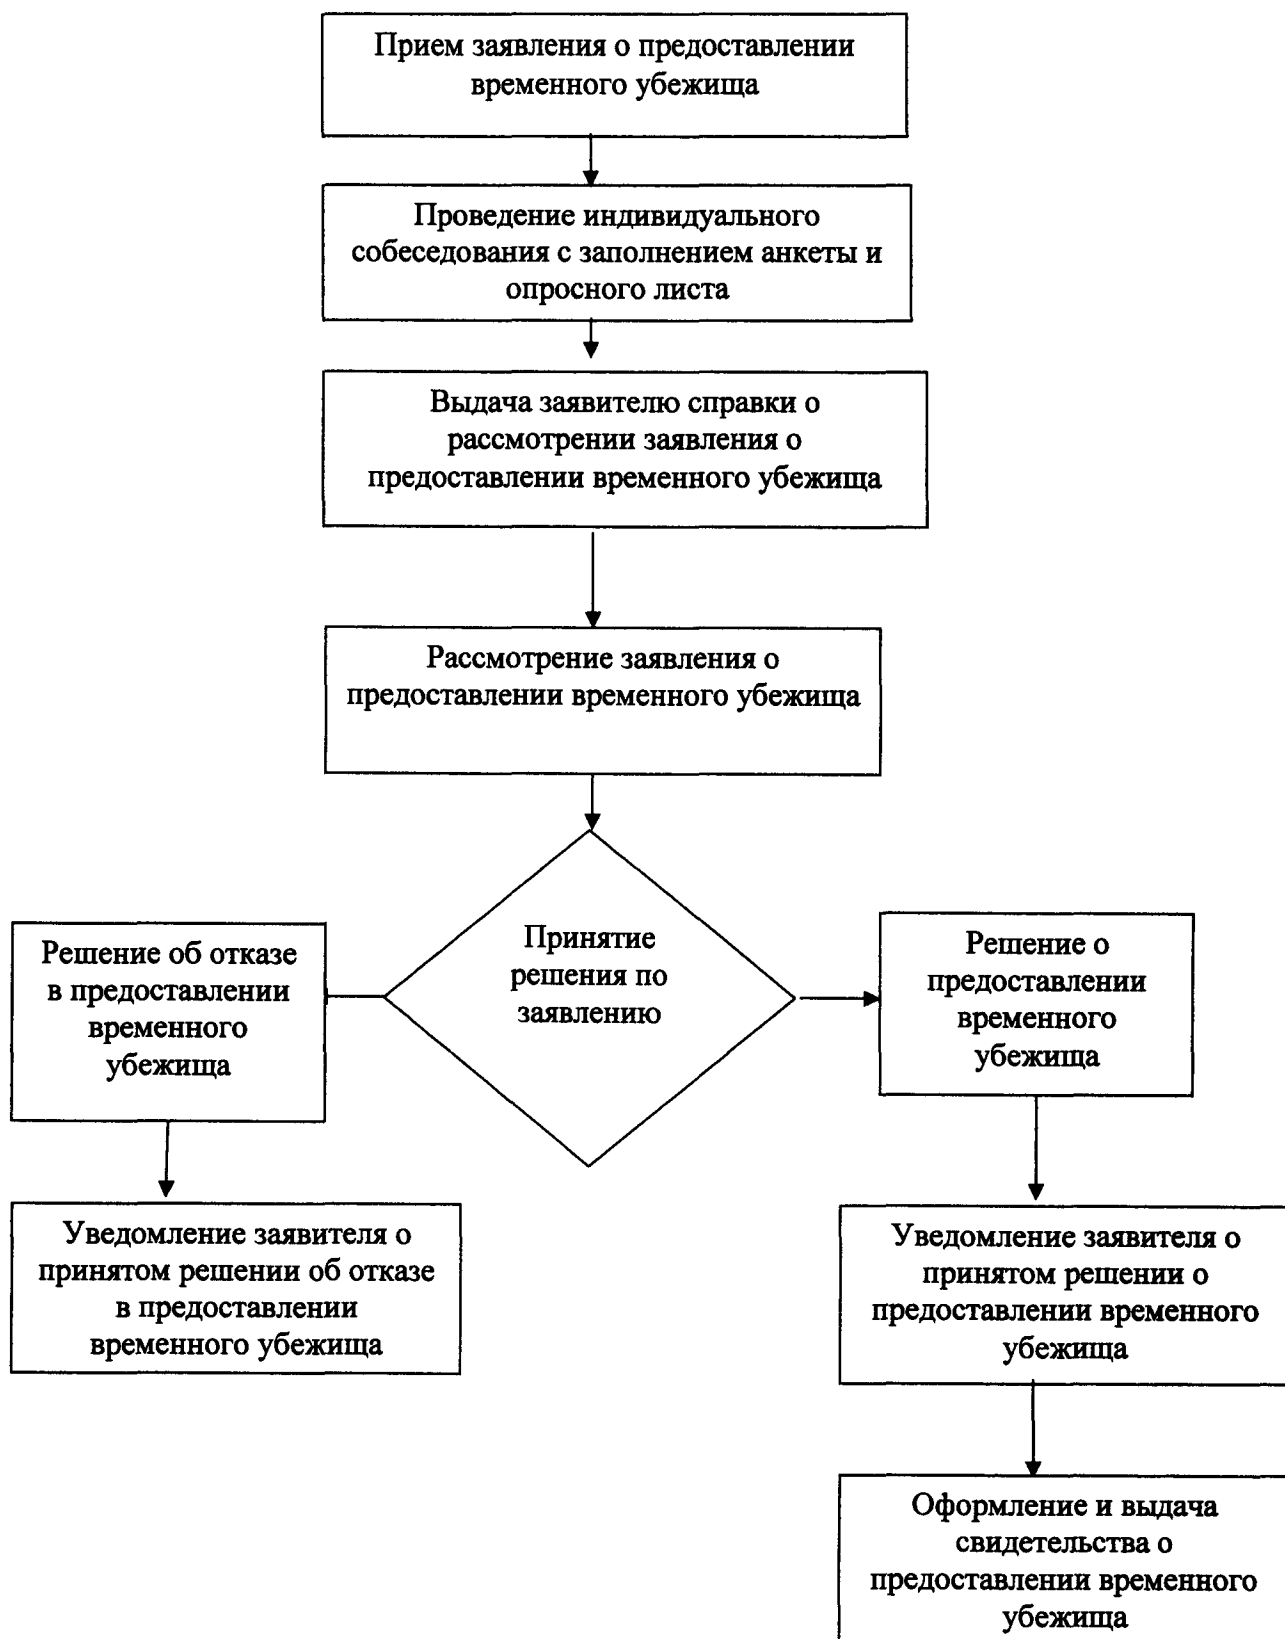 Прием заявления о предоставлении
временного убежища
Проведение индивидуального
собеседования с заполнением анкеты и
опросного листа
Выдача заявителю справки о
рассмотрении заявления о
предоставлении временного убежища
Рассмотрение заявления о
предоставлении временного убежища
Принятие
решения по
заявлению
Решение об отказе
в предоставлении
временного
убежища
Решение о
предоставлении
временного
убежища
Уведомление заявителя о
принятом решении об отказе
в предоставлении
временного убежища
Уведомление заявителя о
принятом решении о
предоставлении временного
убежища
Оформление и выдача
свидетельства о
предоставлении временного
убежища